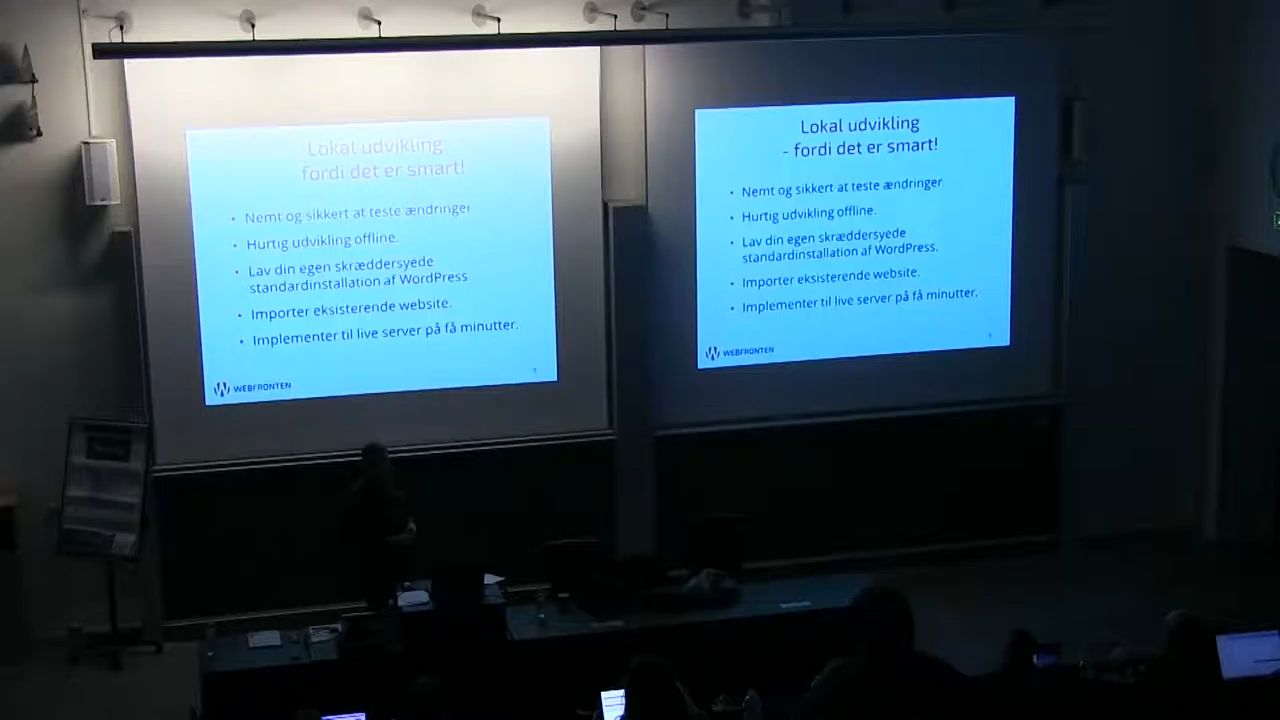 Lokal udvikling
fordi det er smart!
• Nemt og sikkert at teste ændringer
• Hurtig udvikling offline.
• Lav din egen skræddersyede
standardinstallation af WordPress
• Importer eksisterende website.
• Implementer til live server på få minutter.
WEBFRONTEN
Lokal udvikling
- fordi det er smart!
• Nemt og sikkert at teste ændringer.
• Hurtig udvikling offline.
• Lav din egen skræddersyede
standardinstallation af WordPress.
• Importer eksisterende website.
• Implementer til live server på få minutter.
WEBFRONTEN